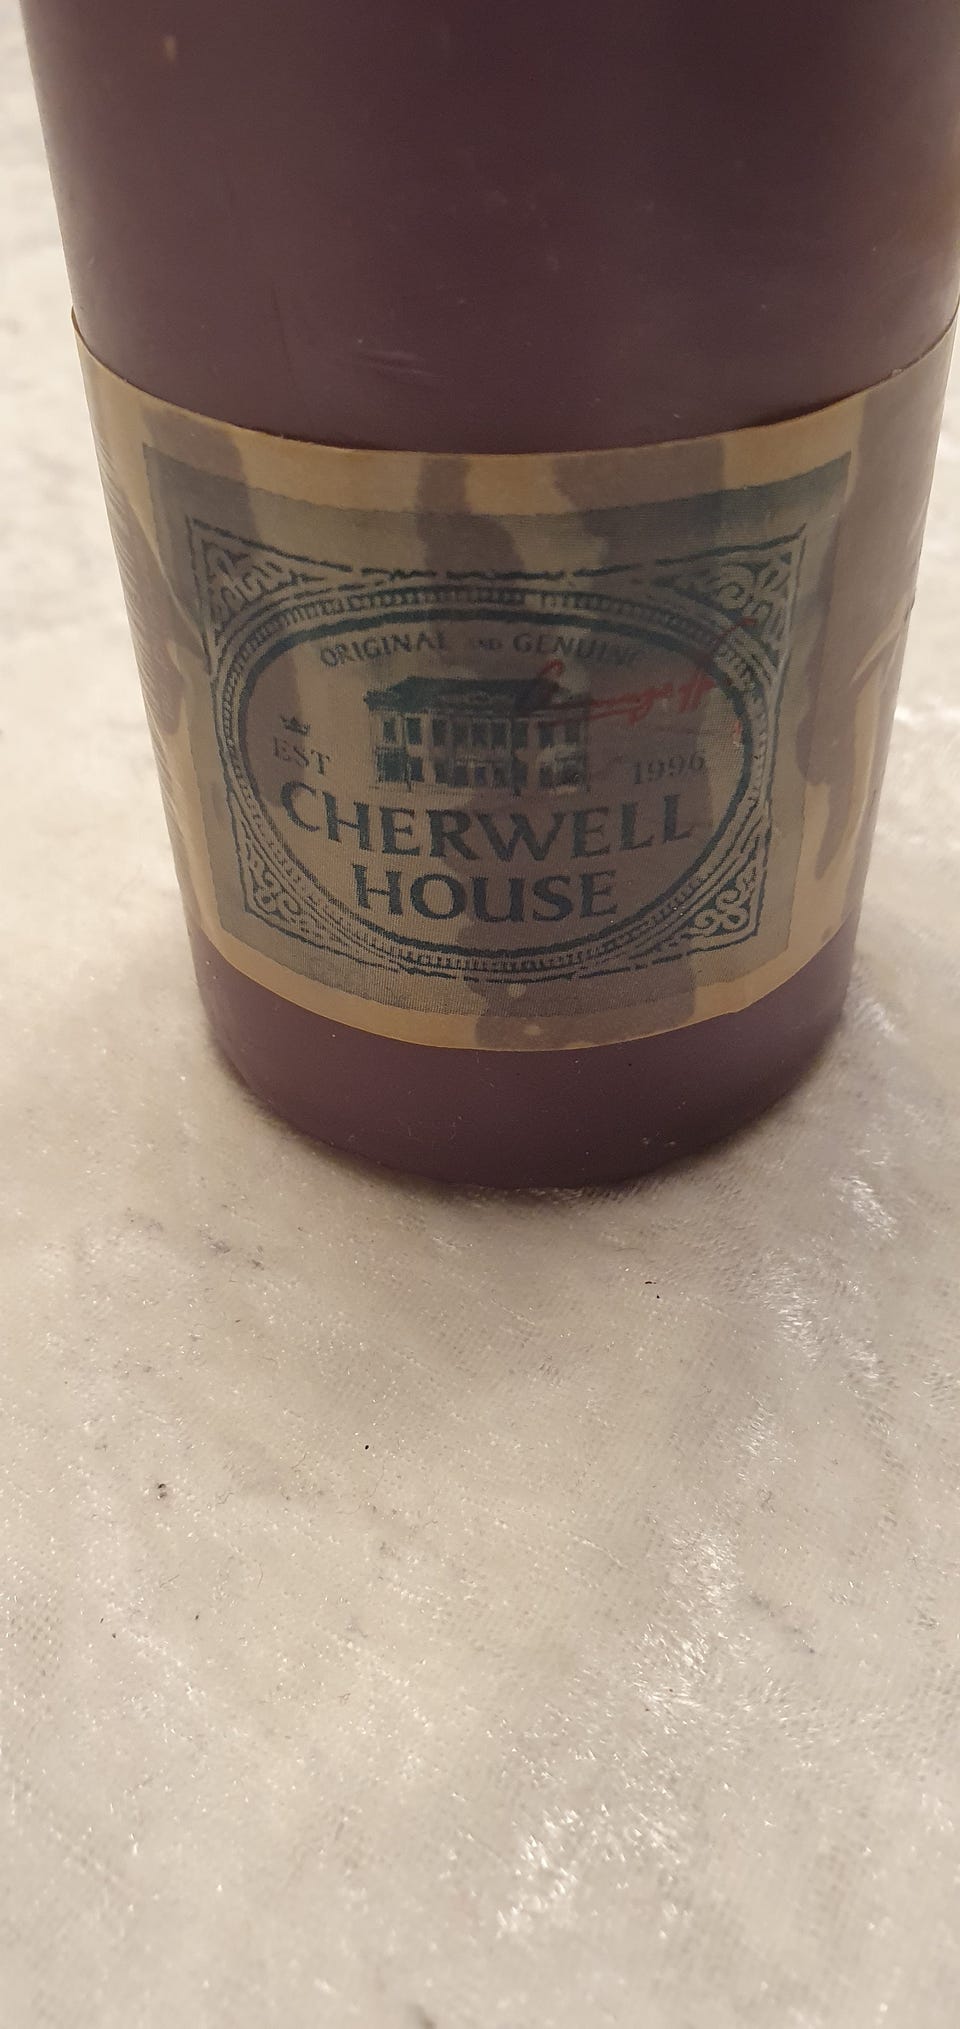 ORIGINAL AND GENUINE
EST 1996
CHERWELL
HOUSE